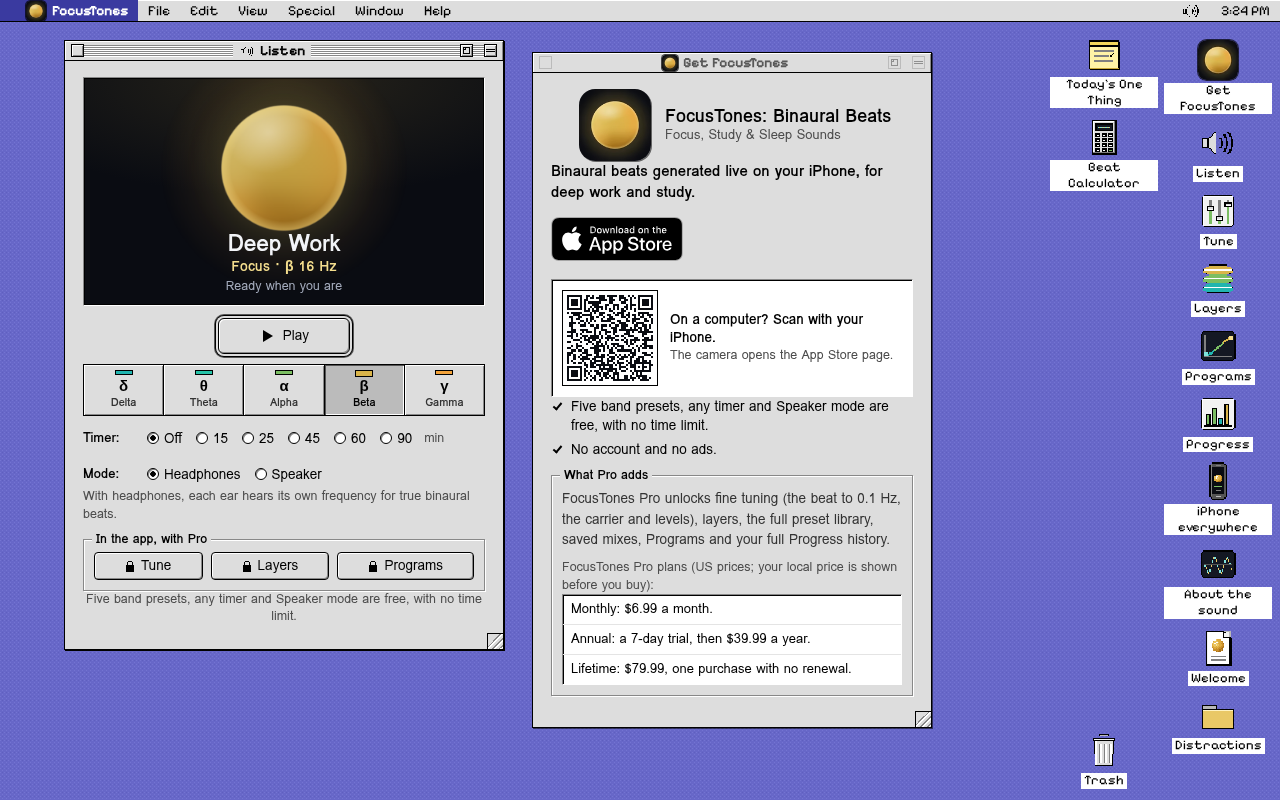 FocusTones File Edit View Special Window Help 3:24 PM
Listen
Deep Work
Focus · β 16 Hz
Ready when you are
Play
δ θ α β γ
Delta Theta Alpha Beta Gamma
Timer: Off 15 25 45 60 90 min
Mode: Headphones Speaker
With headphones, each ear hears its own frequency for true binaural
beats.
In the app, with Pro
Tune Layers Programs
Five band presets, any timer and Speaker mode are free, with no time
limit.
Get FocusTones
FocusTones: Binaural Beats
Focus, Study & Sleep Sounds
Binaural beats generated live on your iPhone, for
deep work and study.
Download on the
App Store
On a computer? Scan with your
iPhone.
The camera opens the App Store page.
Five band presets, any timer and Speaker mode are
free, with no time limit.
No account and no ads.
What Pro adds
FocusTones Pro unlocks fine tuning (the beat to 0.1 Hz,
the carrier and levels), layers, the full preset library,
saved mixes, Programs and your full Progress history.
FocusTones Pro plans (US prices; your local price is shown
before you buy):
Monthly: $6.99 a month.
Annual: a 7-day trial, then $39.99 a year.
Lifetime: $79.99, one purchase with no renewal.
Today's One
Thing
Beat
Calculator
Trash
Get
FocusTones
Listen
Tune
Layers
Programs
Progress
iPhone
everywhere
About the
sound
Welcome
Distractions